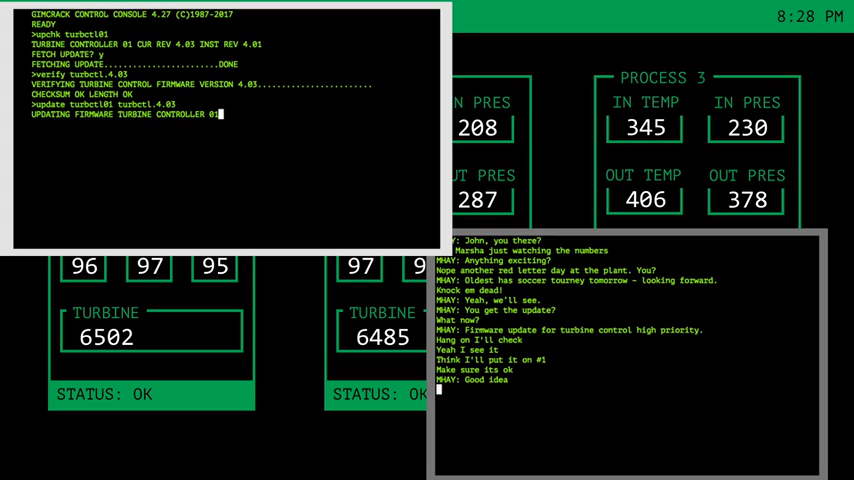 8:28 PM
GIMCRACK CONTROL CONSOLE 4.27 (C)1987-2017
READY
>upchk turbctl01
TURBINE CONTROLLER 01 CUR REV 4.03 INST REV 4.01
FETCH UPDATE? y
FETCHING UPDATE.......................DONE
>verify turbctl.4.03
VERIFYING TURBINE CONTROL FIRMWARE VERSION 4.03.......................
CHECKSUM OK LENGTH OK
>update turbctl01 turbctl.4.03
UPDATING FIRMWARE TURBINE CONTROLLER 01
N PRES
208
UT PRES
287
PROCESS 3
IN TEMP IN PRES
345 230
OUT TEMP OUT PRES
406 378
96 97 95
TURBINE
6502
STATUS: OK
97 9
TURBINE
6485
STATUS: OK
AY: John, you there?
Marsha just watching the numbers
MHAY: Anything exciting?
Nope another red letter day at the plant. You?
MHAY: Oldest has soccer tourney tomorrow - looking forward.
Knock em dead!
MHAY: Yeah, we'll see.
MHAY: You get the update?
What now?
MHAY: Firmware update for turbine control high priority.
Hang on I'll check
Yeah I see it
Think I'll put it on #1
Make sure its ok
MHAY: Good idea